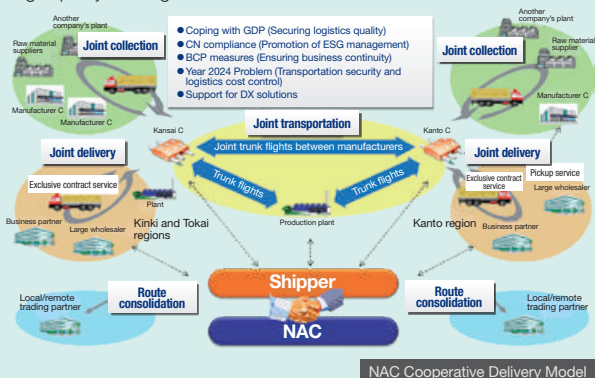 Another
company's plant
Raw material
suppliers
Joint collection
Manufacturer C
Manufacturer C
● Coping with GDP (Securing logistics quality)
● CN compliance (Promotion of ESG management)
● BCP measures (Ensuring business continuity)
● Year 2024 Problem (Transportation security and
logistics cost control)
● Support for DX solutions
Another
company's plant
Joint collection
Raw material
supplier
Manufacturer C
Kansai C
Joint transportation
Kanto C
Joint trunk flights between manufacturers
Trunk flights
Trunk flights
Production plant
Joint delivery
Exclusive contract service
Plant
Business partner
Large wholesaler
Kinki and Tokai
regions
Joint delivery
Pickup service
Exclusive contract
service
Large wholesaler
Business partner
Kanto region
Shipper
NAC
Local/remote
trading partner
Route
consolidation
Route
consolidation
Local/remote
trading partner
NAC Cooperative Delivery Model